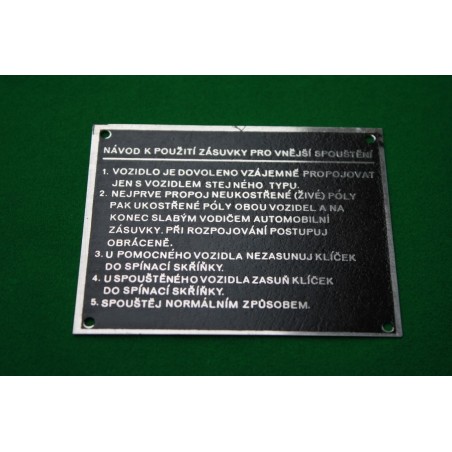 NÁVOD K POUŽITÍ ZÁSUVKY PRO VNĚJŠÍ SPOUŠTĚNÍ
1. VOZIDLO JE DOVOLENO VZÁJEMNĚ PROPOJOVAT
JEN S VOZIDLEM STEJNÉHO TYPU.
2. NEJPRVE PROPOJ NEUKOSTŘENÉ (ŽIVÉ) PÓLY
PAK UKOSTŘENÉ PÓLY OBOU VOZIDEL A NA
KONEC SLABÝM VODIČEM AUTOMOBILNÍ
ZÁSUVKY. PŘI ROZPOJOVÁNÍ POSTUPUJ
OBRÁCENĚ.
3. U POMOCNÉHO VOZIDLA NEZASUNUJ KLÍČEK
DO SPÍNACÍ SKŘÍŇKY.
4. U SPOUŠTĚNÉHO VOZIDLA ZASUŇ KLÍČEK
DO SPÍNACÍ SKŘÍŇKY.
5. SPOUŠTĚJ NORMÁLNÍM ZPŮSOBEM.